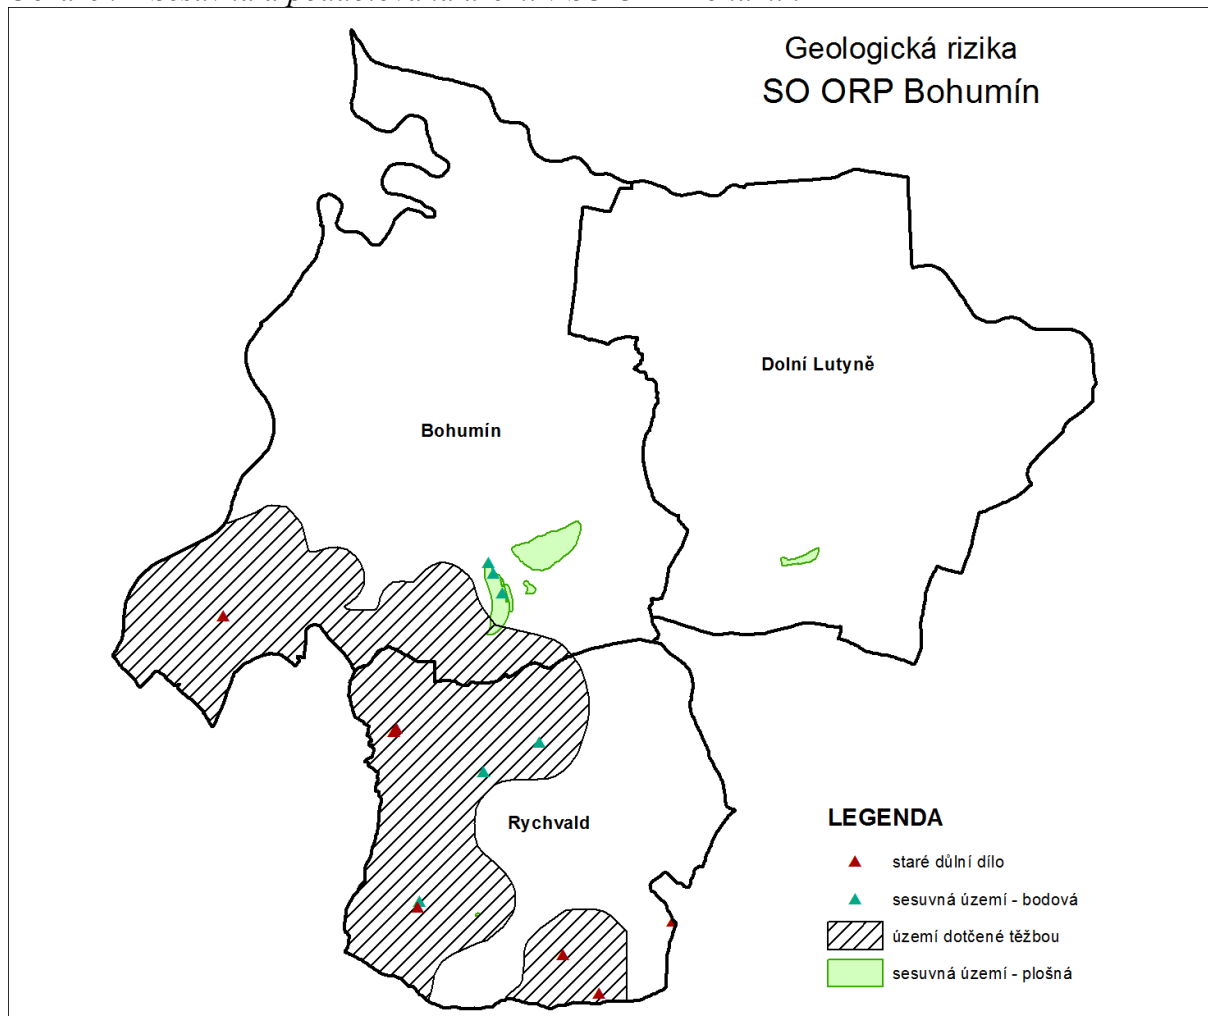 Geologická rizika
SO ORP Bohumín
Dolní Lutyně
Bohumín
Rychvald
LEGENDA
staré důlní dílo
sesuvná území - bodová
území dotčené těžbou
sesuvná území - plošná